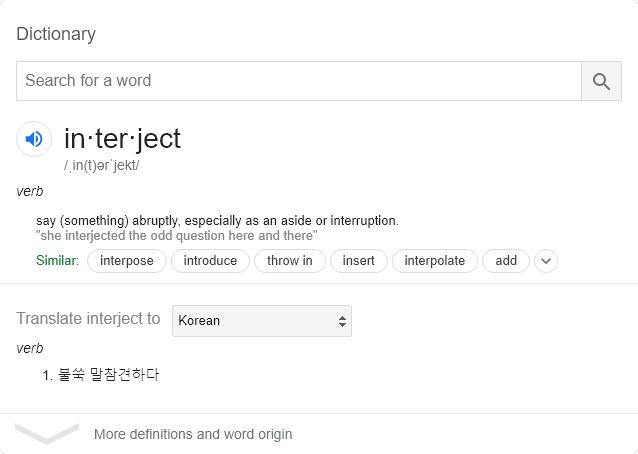 Dictionary
Search for a word
in·ter·ject
/ˌin(t)ərˈjekt/
verb
say (something) abruptly, especially as an aside or interruption.
"she interjected the odd question here and there"
Similar: interpose introduce throw in insert interpolate add
Translate interject to Korean
verb
1. 불쑥 말참견하다
More definitions and word origin